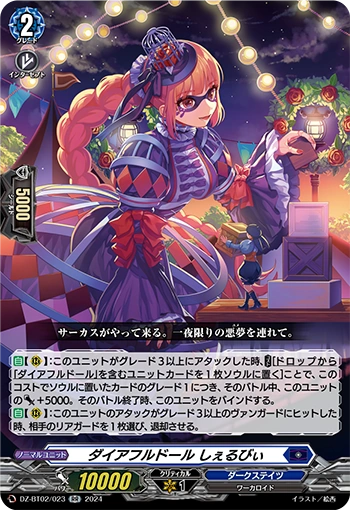 2
グレード
インターセプト
5000
シールド
サーカスがやって来る。一夜限りの悪夢を連れて。
自【】:このユニットがグレード3以上にアタックした時、【ドロップから
「ダイアフルドール」を含むユニットカードを1枚ソウルに置く】ことで、この
コストでソウルに置いたカードのグレード1につき、そのバトル中、このユニット
の+5000。そのバトル終了時、このユニットをバインドする。
自【】:このユニットのアタックがグレード3以上のヴァンガードにヒットした
時、相手のリアガードを1枚選び、退却させる。
ノーマルユニット
ダイアフルドール しぇるびぃ
パワー 10000
クリティカル
1
ダークステイツ
ワーカロイド
DZ-BT02/023 RR 2024
イラスト/絵西